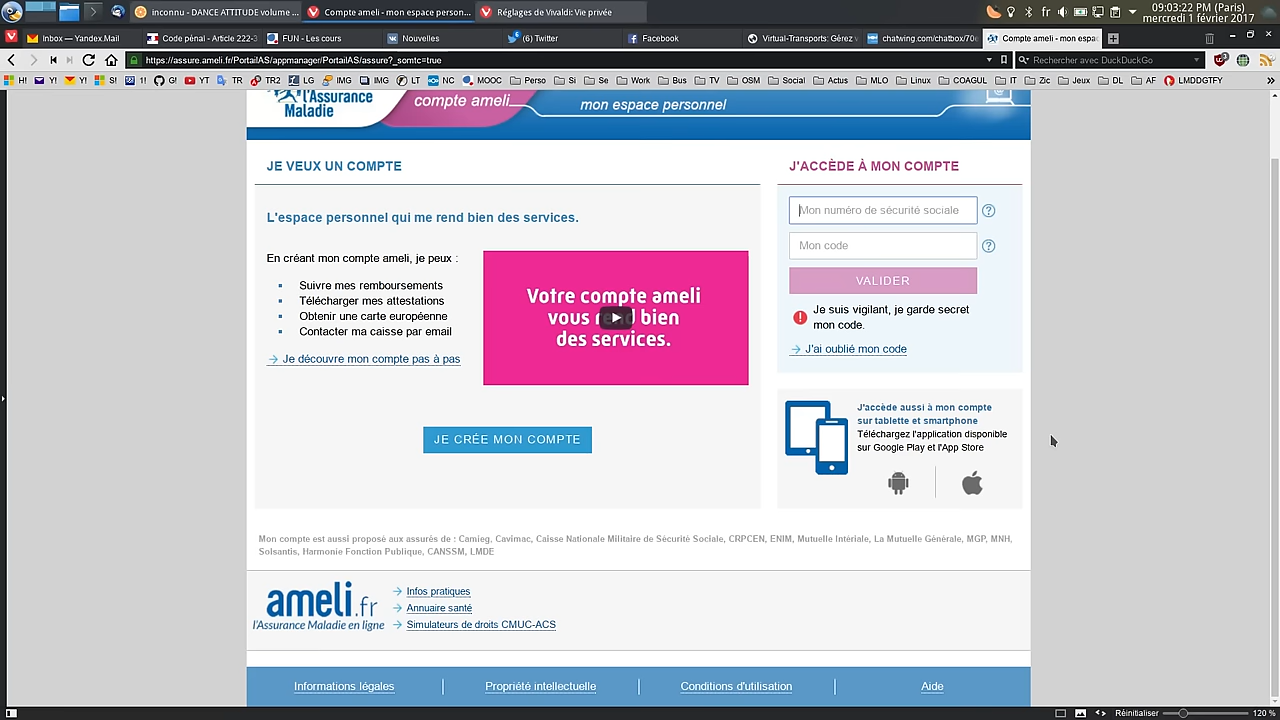 inconnu — DANCE ATTITUDE volume ...
Compte ameli - mon espace person...
Réglages de Vivaldi: Vie privée
fr
09:03:22 PM (Paris)
mercredi 1 février 2017
Inbox — Yandex.Mail
Code pénal - Article 222-3
FUN - Les cours
Nouvelles
(6) Twitter
Facebook
Virtual-Transports: Gérez v
chatwing.com/chatbox/70e
Compte ameli - mon espa
https://assure.ameli.fr/PortailAS/appmanager/PortailAS/assure?_somtc=true
Rechercher avec DuckDuckGo
H! Y! Y! S! 1! G! YT TR TR2 LG IMG IMG LT NC MOOC Perso Si Se Work Bus TV OSM Social Actus MLO Linux COAGUL IT Zic Jeux DL AF LMDDGTFY
l'Assurance
Maladie
compte ameli
mon espace personnel
JE VEUX UN COMPTE
L'espace personnel qui me rend bien des services.
En créant mon compte ameli, je peux :
Suivre mes remboursements
Télécharger mes attestations
Obtenir une carte européenne
Contacter ma caisse par email
Je découvre mon compte pas à pas
Votre compte ameli
vous rend bien
des services.
JE CRÉE MON COMPTE
J'ACCÈDE À MON COMPTE
Mon numéro de sécurité sociale
?
Mon code
?
VALIDER
Je suis vigilant, je garde secret
mon code.
J'ai oublié mon code
J'accède aussi à mon compte
sur tablette et smartphone
Téléchargez l'application disponible
sur Google Play et l'App Store
Mon compte est aussi proposé aux assurés de : Camieg, Cavimac, Caisse Nationale Militaire de Sécurité Sociale, CRPCEN, ENIM, Mutuelle Intériale, La Mutuelle Générale, MGP, MNH,
Solsantis, Harmonie Fonction Publique, CANSSM, LMDE
ameli.fr
l'Assurance Maladie en ligne
Infos pratiques
Annuaire santé
Simulateurs de droits CMUC-ACS
Informations légales
Propriété intellectuelle
Conditions d'utilisation
Aide
Réinitialiser
120 %